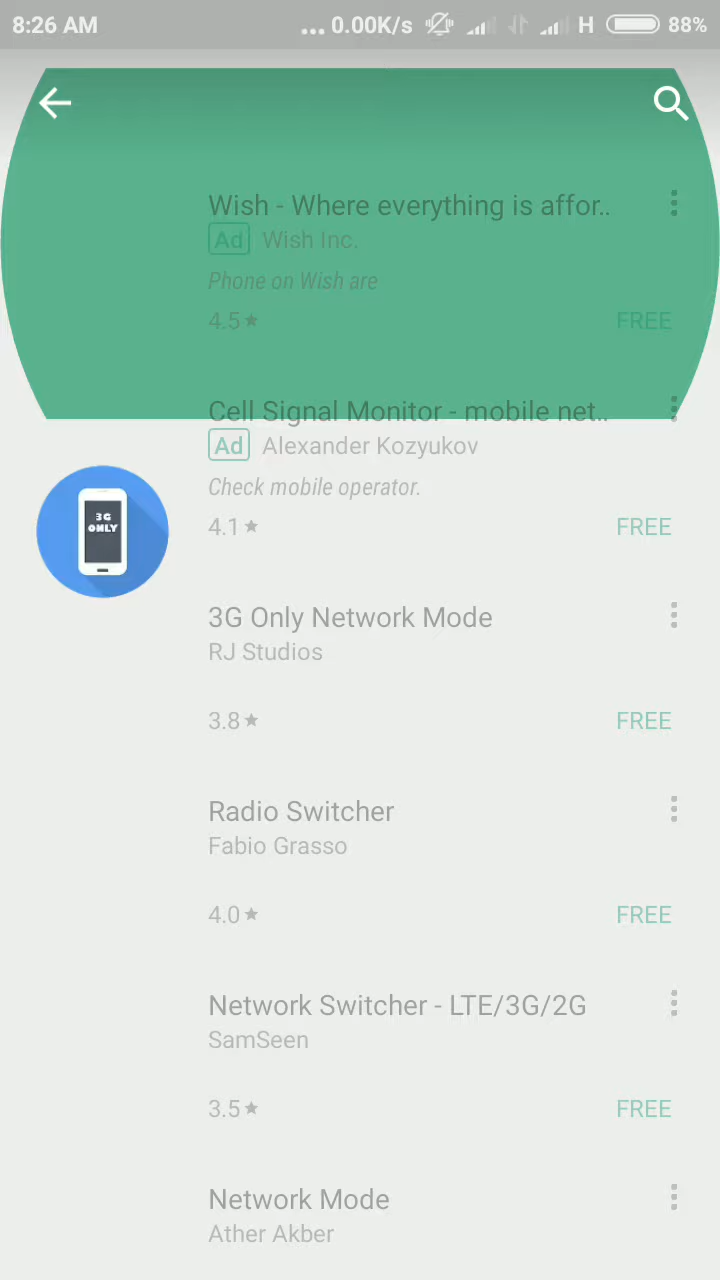 8:26 AM ... 0.00K/s H 88%
Wish - Where everything is affor..
Ad Wish Inc.
Phone on Wish are
4.5 FREE
Cell Signal Monitor - mobile net..
Ad Alexander Kozyukov
Check mobile operator.
4.1 FREE
3G
ONLY
3G Only Network Mode
RJ Studios
3.8 FREE
Radio Switcher
Fabio Grasso
4.0 FREE
Network Switcher - LTE/3G/2G
SamSeen
3.5 FREE
Network Mode
Ather Akber